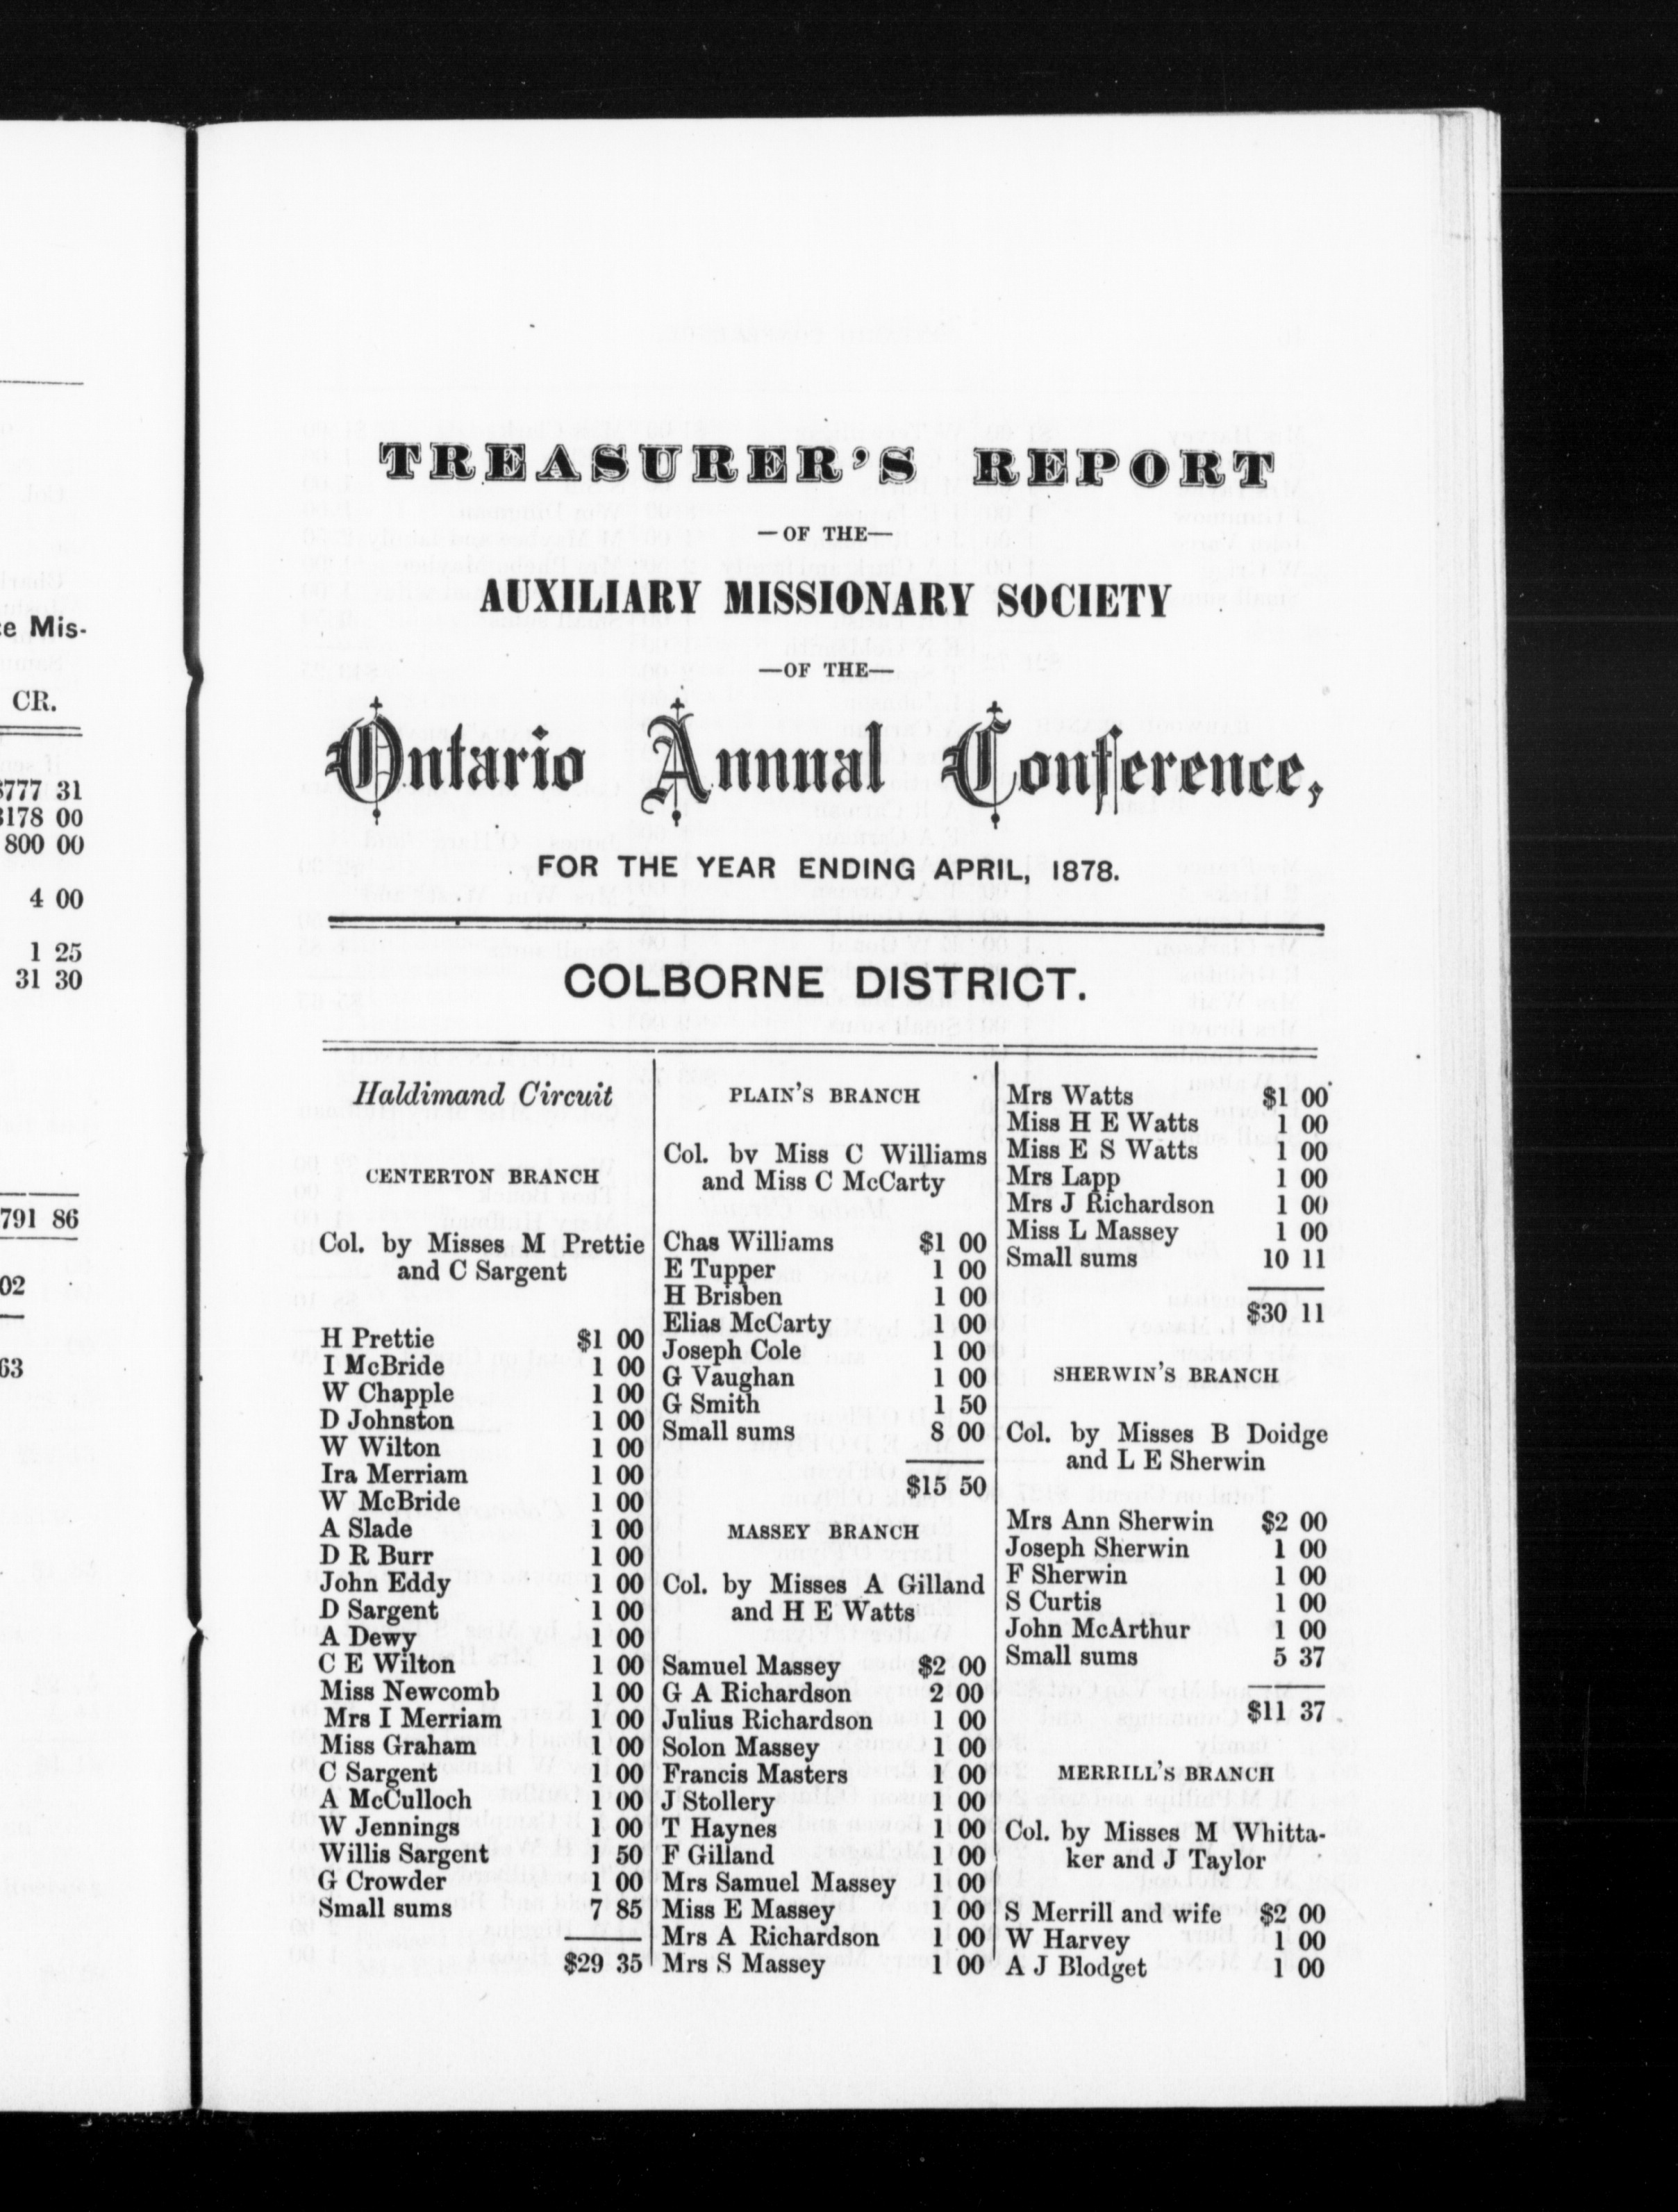 ce Mis-
CR.
777 31
178 00
800 00
4 00
1 25
31 30
791 86
02
63
TREASURER'S REPORT
—OF THE—
AUXILIARY MISSIONARY SOCIETY
—OF THE—
Ontario Annual Conference,
FOR THE YEAR ENDING APRIL, 1878.
COLBORNE DISTRICT.
Haldimand Circuit
CENTERTON BRANCH
Col. by Misses M Prettie
and C Sargent
H Prettie $1 00
I McBride 1 00
W Chapple 1 00
D Johnston 1 00
W Wilton 1 00
Ira Merriam 1 00
W McBride 1 00
A Slade 1 00
D R Burr 1 00
John Eddy 1 00
D Sargent 1 00
A Dewy 1 00
C E Wilton 1 00
Miss Newcomb 1 00
Mrs I Merriam 1 00
Miss Graham 1 00
C Sargent 1 00
A McCulloch 1 00
W Jennings 1 00
Willis Sargent 1 50
G Crowder 1 00
Small sums 7 85
$29 35
PLAIN'S BRANCH
Col. by Miss C Williams
and Miss C McCarty
Chas Williams $1 00
E Tupper 1 00
H Brisben 1 00
Elias McCarty 1 00
Joseph Cole 1 00
G Vaughan 1 00
G Smith 1 50
Small sums 8 00
$15 50
MASSEY BRANCH
Col. by Misses A Gilland
and H E Watts
Samuel Massey $2 00
G A Richardson 2 00
Julius Richardson 1 00
Solon Massey 1 00
Francis Masters 1 00
J Stollery 1 00
T Haynes 1 00
F Gilland 1 00
Mrs Samuel Massey 1 00
Miss E Massey 1 00
Mrs A Richardson 1 00
Mrs S Massey 1 00
Mrs Watts $1 00
Miss H E Watts 1 00
Miss E S Watts 1 00
Mrs Lapp 1 00
Mrs J Richardson 1 00
Miss L Massey 1 00
Small sums 10 11
$30 11
SHERWIN'S BRANCH
Col. by Misses B Doidge
and L E Sherwin
Mrs Ann Sherwin $2 00
Joseph Sherwin 1 00
F Sherwin 1 00
S Curtis 1 00
John McArthur 1 00
Small sums 5 37
$11 37
MERRILL'S BRANCH
Col. by Misses M Whitta-
ker and J Taylor
S Merrill and wife $2 00
W Harvey 1 00
A J Blodget 1 00